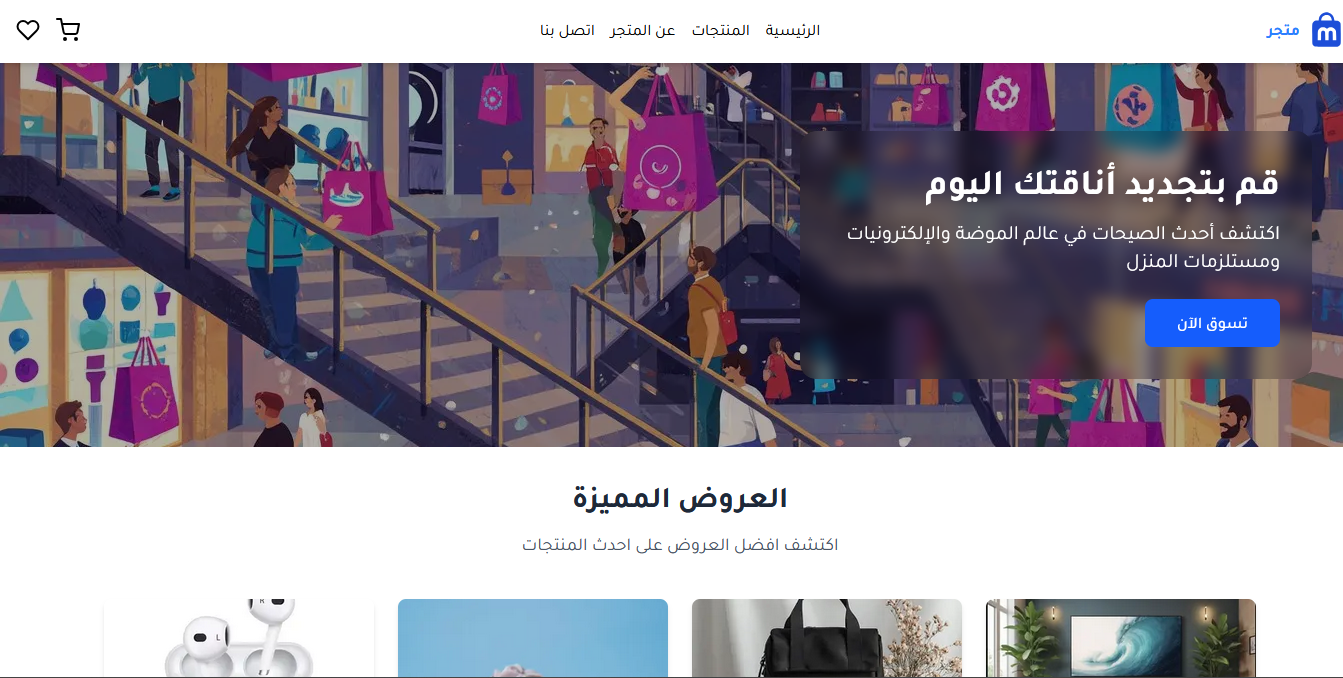 متجر
الرئيسية
المنتجات
عن المتجر
اتصل بنا
قم بتجديد أناقتك اليوم
اكتشف أحدث الصيحات في عالم الموضة والإلكترونيات
ومستلزمات المنزل
تسوق الآن
العروض المميزة
اكتشف افضل العروض على احدث المنتجات
R
L